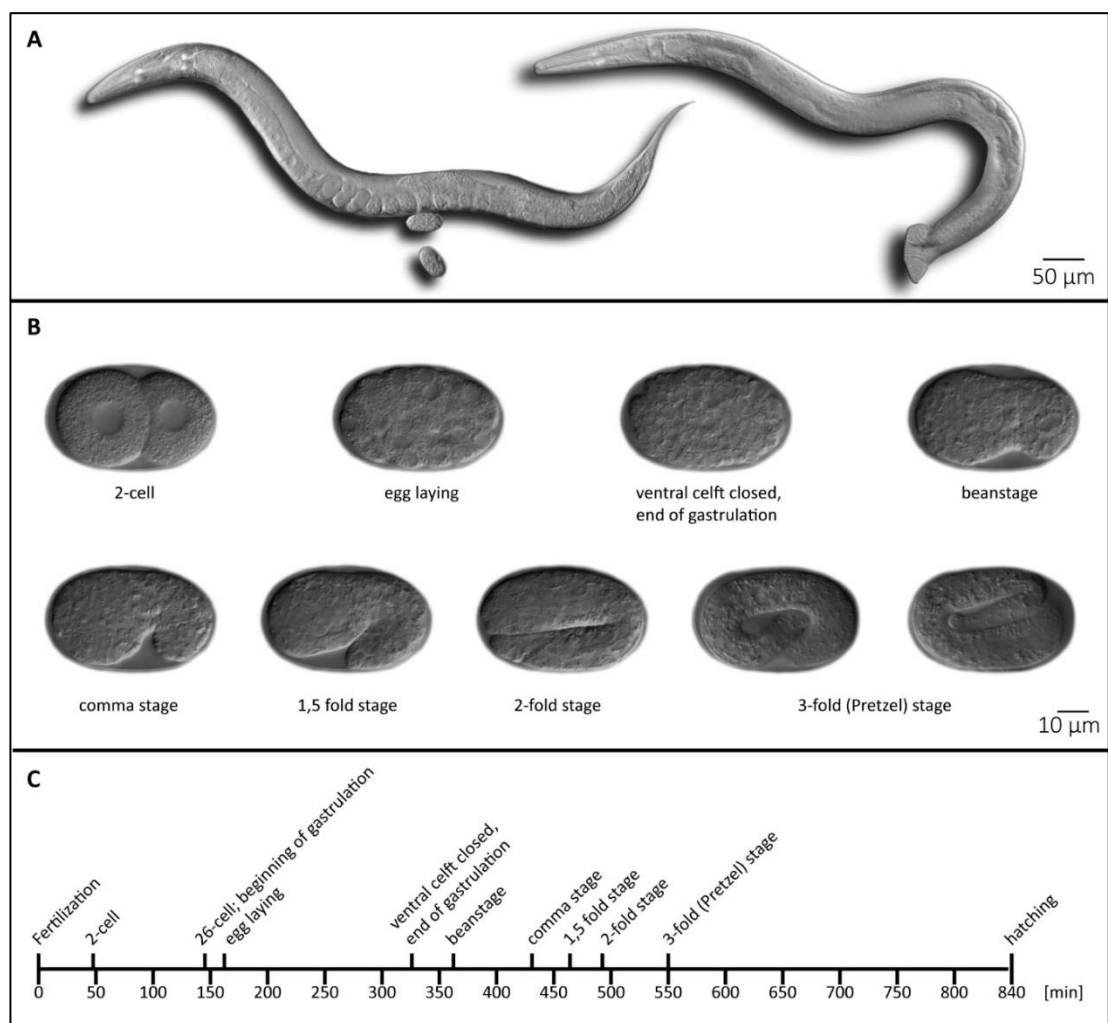 A
50 µm
B
2-cell
egg laying
ventral celft closed,
end of gastrulation
beanstage
comma stage
1,5 fold stage
2-fold stage
3-fold (Pretzel) stage
10 µm
C
Fertilization
2-cell
26-cell; beginning of gastrulation
egg laying
ventral celft closed,
end of gastrulation
beanstage
comma stage
1,5 fold stage
2-fold stage
3-fold (Pretzel) stage
hatching
0 50 100 150 200 250 300 350 400 450 500 550 600 650 700 750 800 840 [min]